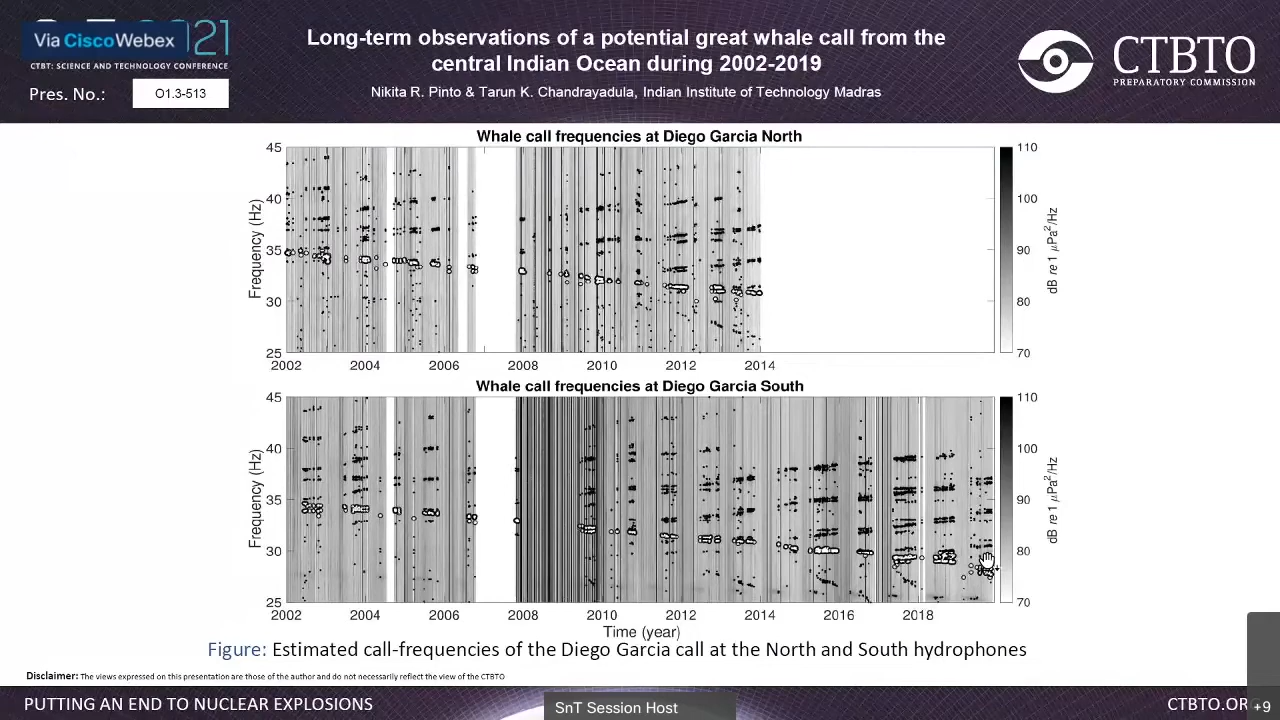 Via Cisco Webex
21
CTBT: SCIENCE AND TECHNOLOGY CONFERENCE
Pres. No.:
O1.3-513
Long-term observations of a potential great whale call from the
central Indian Ocean during 2002-2019
Nikita R. Pinto & Tarun K. Chandrayadula, Indian Institute of Technology Madras
CTBTO
PREPARATORY COMMISSION
Whale call frequencies at Diego Garcia North
45
40
35
30
25
Frequency (Hz)
2002 2004 2006 2008 2010 2012 2014
110
100
90
80
70
dB re 1 μPa²/Hz
Whale call frequencies at Diego Garcia South
45
40
35
30
25
Frequency (Hz)
2002 2004 2006 2008 2010 2012 2014 2016 2018
Time (year)
110
100
90
80
70
dB re 1 μPa²/Hz
Figure: Estimated call-frequencies of the Diego Garcia call at the North and South hydrophones
Disclaimer: The views expressed on this presentation are those of the author and do not necessarily reflect the view of the CTBTO
PUTTING AN END TO NUCLEAR EXPLOSIONS
SnT Session Host
CTBTO.OR
+9